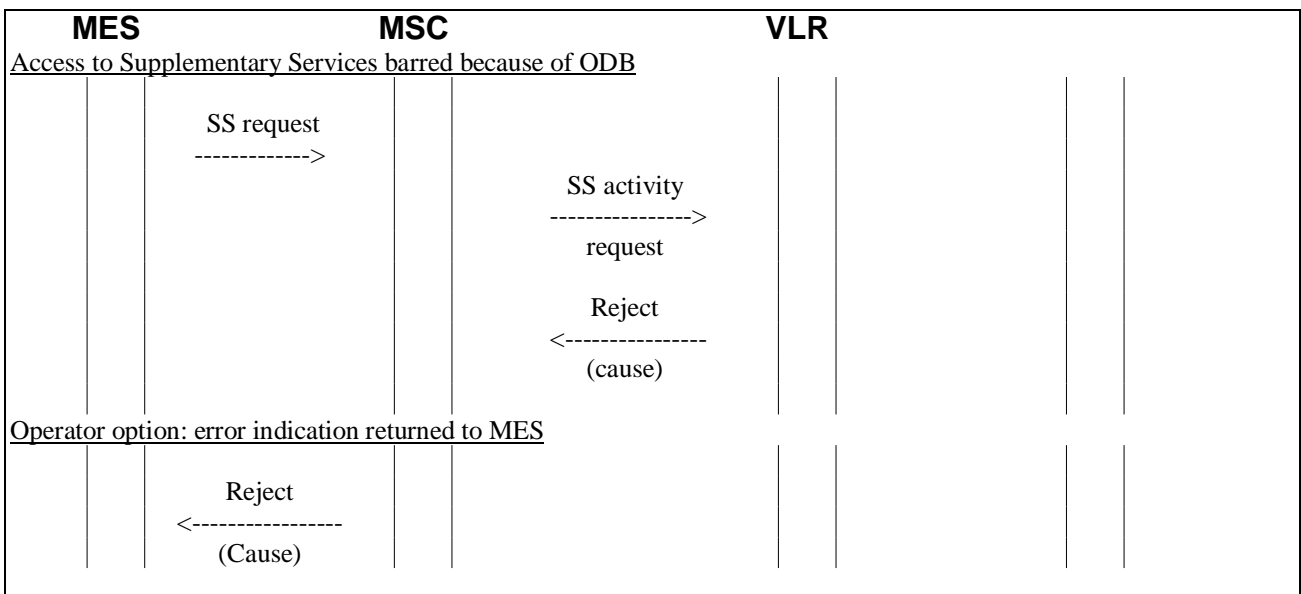 MES MSC VLR
Access to Supplementary Services barred because of ODB
SS request
------------->
SS activity
---------------->
request
Reject
<----------------
(cause)
Operator option: error indication returned to MES
Reject
<-----------------
(Cause)